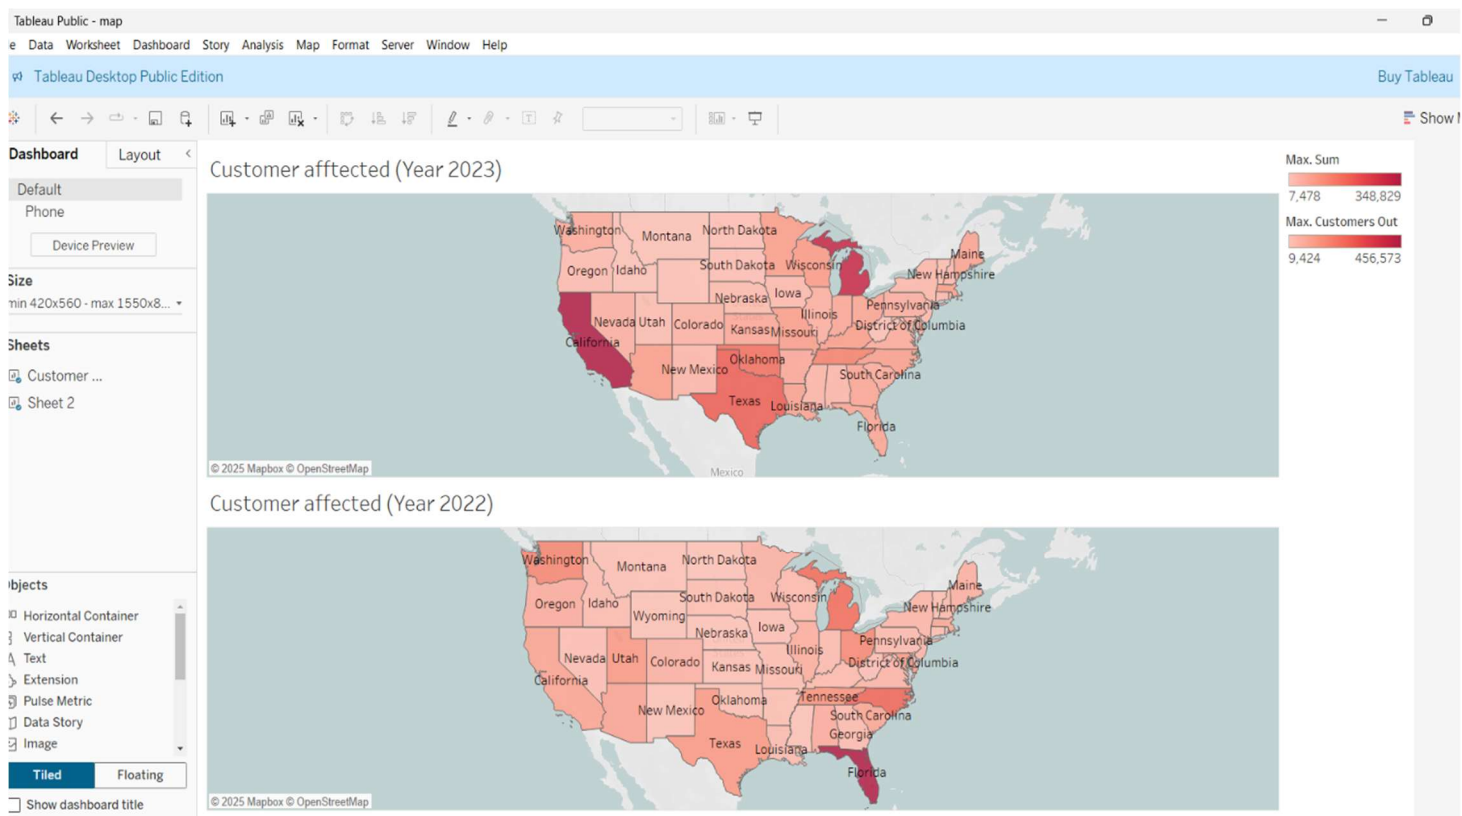 Tableau Public - map
e Data Worksheet Dashboard Story Analysis Map Format Server Window Help
Tableau Desktop Public Edition
Buy Tableau
Show M
Dashboard
Layout
Default
Phone
Device Preview
Size
min 420x560 - max 1550x8...
Sheets
Customer ...
Sheet 2
Objects
Horizontal Container
Vertical Container
Text
Extension
Pulse Metric
Data Story
Image
Tiled
Floating
Show dashboard title
Customer afftected (Year 2023)
Washington
Montana
North Dakota
Maine
Oregon
Idaho
South Dakota
Wisconsin
New Hampshire
Nebraska
Iowa
Pennsylvania
Illinois
Nevada
Utah
Colorado
Kansas
Missouri
District of Columbia
California
Oklahoma
New Mexico
South Carolina
Texas
Louisiana
Florida
Mexico
© 2025 Mapbox © OpenStreetMap
Customer affected (Year 2022)
Washington
Montana
North Dakota
Maine
Oregon
Idaho
South Dakota
Wisconsin
New Hampshire
Wyoming
Nebraska
Iowa
Pennsylvania
Illinois
Nevada
Utah
Colorado
Kansas
Missouri
District of Columbia
California
Oklahoma
Tennessee
New Mexico
South Carolina
Georgia
Texas
Louisiana
Florida
© 2025 Mapbox © OpenStreetMap
Max. Sum
7,478 348,829
Max. Customers Out
9,424 456,573